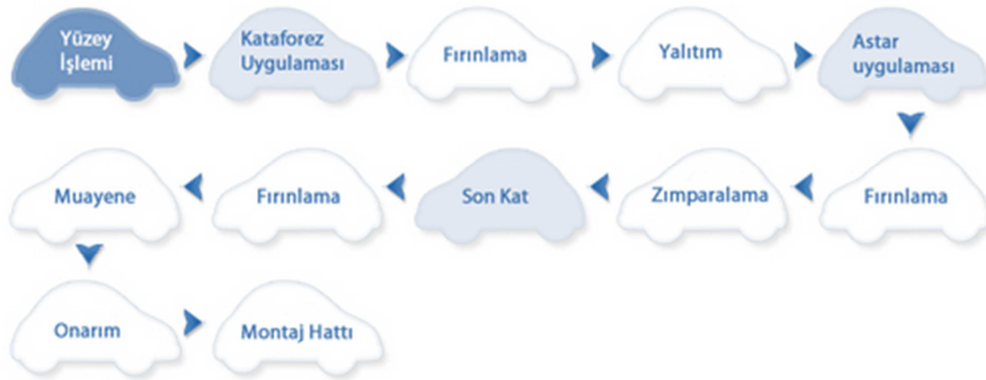 Yüzey
İşlemi
Kataforez
Uygulaması
Fırınlama
Yalıtım
Astar
uygulaması
Fırınlama
Zımparalama
Son Kat
Fırınlama
Muayene
Onarım
Montaj Hattı